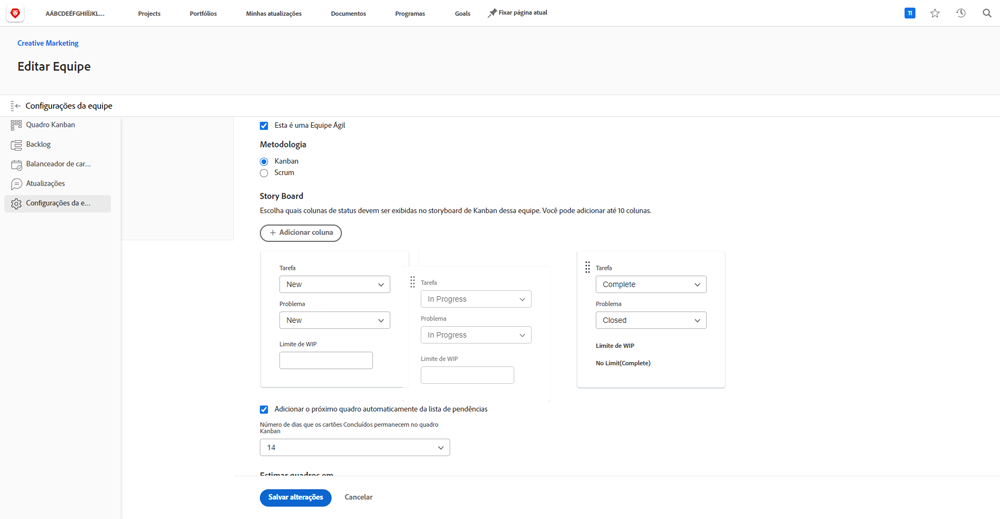 AÁBCDEÉFGHIÍJKL...
Projects
Portfólios
Minhas atualizações
Documentos
Programas
Goals
Fixar página atual
11
Creative Marketing
Editar Equipe
Configurações da equipe
Quadro Kanban
Backlog
Balanceador de car...
Atualizações
Configurações da e...
Esta é uma Equipe Ágil
Metodologia
Kanban
Scrum
Story Board
Escolha quais colunas de status devem ser exibidas no storyboard de Kanban dessa equipe. Você pode adicionar até 10 colunas.
+ Adicionar coluna
Tarefa
New
Problema
New
Limite de WIP
Tarefa
In Progress
Problema
In Progress
Limite de WIP
Tarefa
Complete
Problema
Closed
Limite de WIP
No Limit(Complete)
Adicionar o próximo quadro automaticamente da lista de pendências
Número de dias que os cartões Concluídos permanecem no quadro
Kanban
14
Estimar quadros em
Salvar alterações
Cancelar